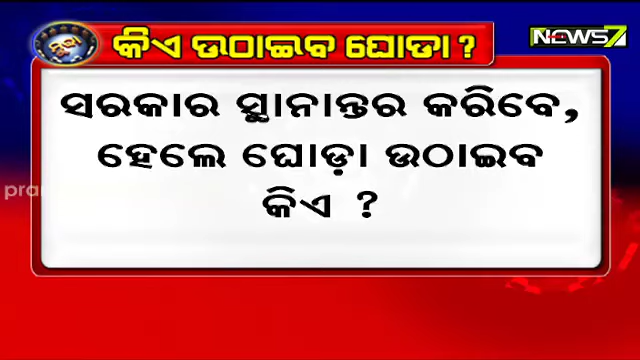 କିଏ ଉଠାଇବ ଘୋଡା ?
NEWS7
ସରକାର ସ୍ଥାନାନ୍ତର କରିବେ,
ହେଲେ ଘୋଡ଼ା ଉଠାଇବ
କିଏ ?